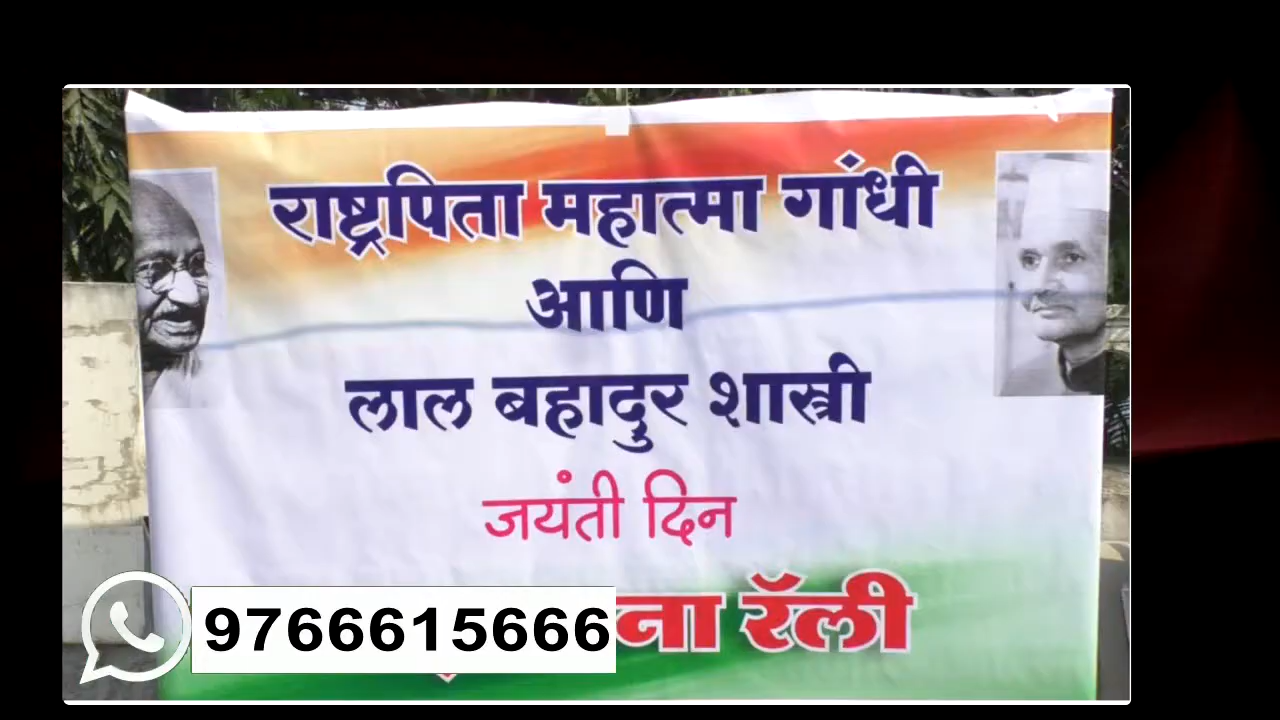 राष्ट्रपिता महात्मा गांधी
आणि
लाल बहादुर शास्त्री
जयंती दिन
रॅली
9766615666